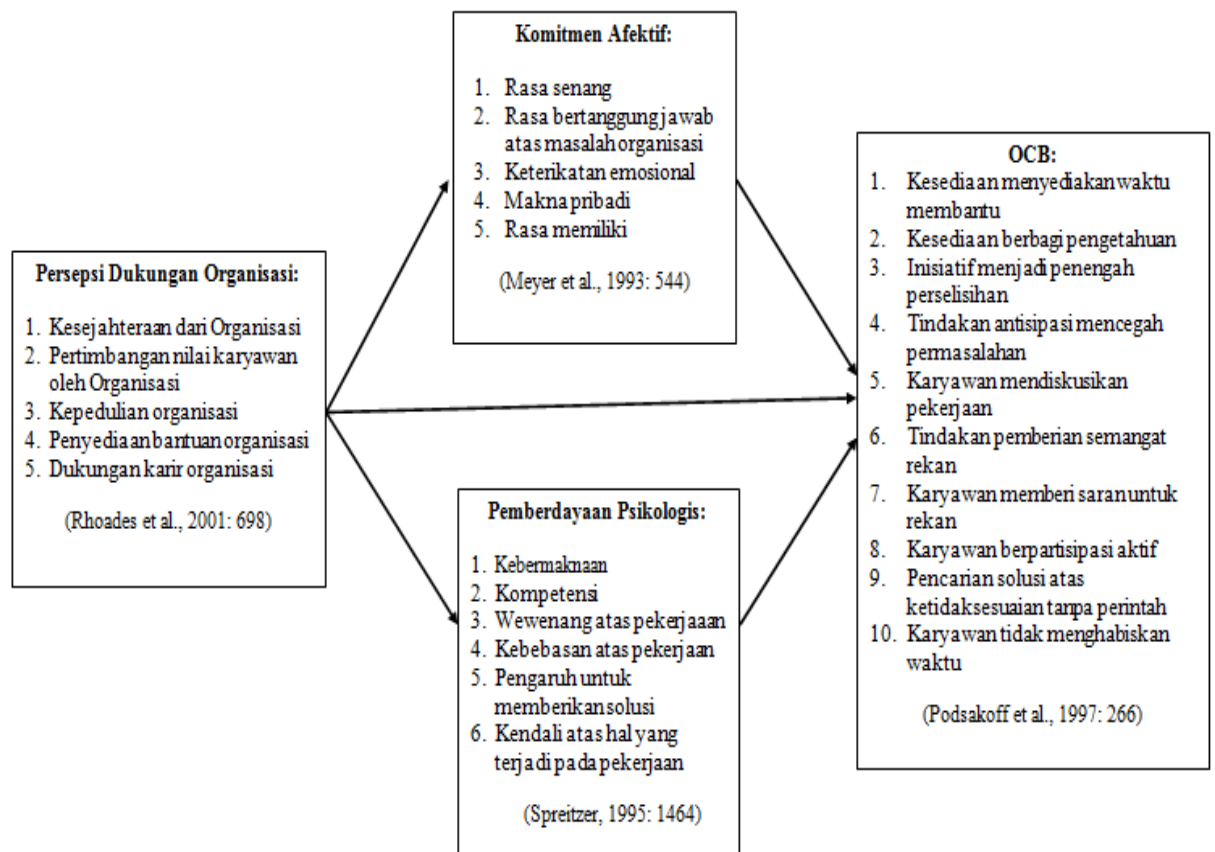 Komitmen Afektif:
1. Rasa senang
2. Rasa bertanggung jawab
atas masalah organisasi
3. Keterikatan emosional
4. Makna pribadi
5. Rasa memiliki
(Meyer et al., 1993: 544)
Persepsi Dukungan Organisasi:
1. Kesejahteraan dari Organisasi
2. Pertimbangan nilai karyawan
oleh Organisasi
3. Kepedulian organisasi
4. Penyediaan bantuan organisasi
5. Dukungan karir organisasi
(Rhoades et al., 2001: 698)
Pemberdayaan Psikologis:
1. Kebermaknaan
2. Kompetensi
3. Wewenang atas pekerjaaan
4. Kebebasan atas pekerjaan
5. Pengaruh untuk
memberikan solusi
6. Kendali atas hal yang
terjadi pada pekerjaan
(Spreitzer, 1995: 1464)
OCB:
1. Kesediaan menyediakan waktu
membantu
2. Kesediaan berbagi pengetahuan
3. Inisiatif menjadi penengah
perselisihan
4. Tindakan antisipasi mencegah
permasalahan
5. Karyawan mendiskusikan
pekerjaan
6. Tindakan pemberian semangat
rekan
7. Karyawan memberi saran untuk
rekan
8. Karyawan berpartisipasi aktif
9. Pencarian solusi atas
ketidaksesuaian tanpa perintah
10. Karyawan tidak menghabiskan
waktu
(Podsakoff et al., 1997: 266)